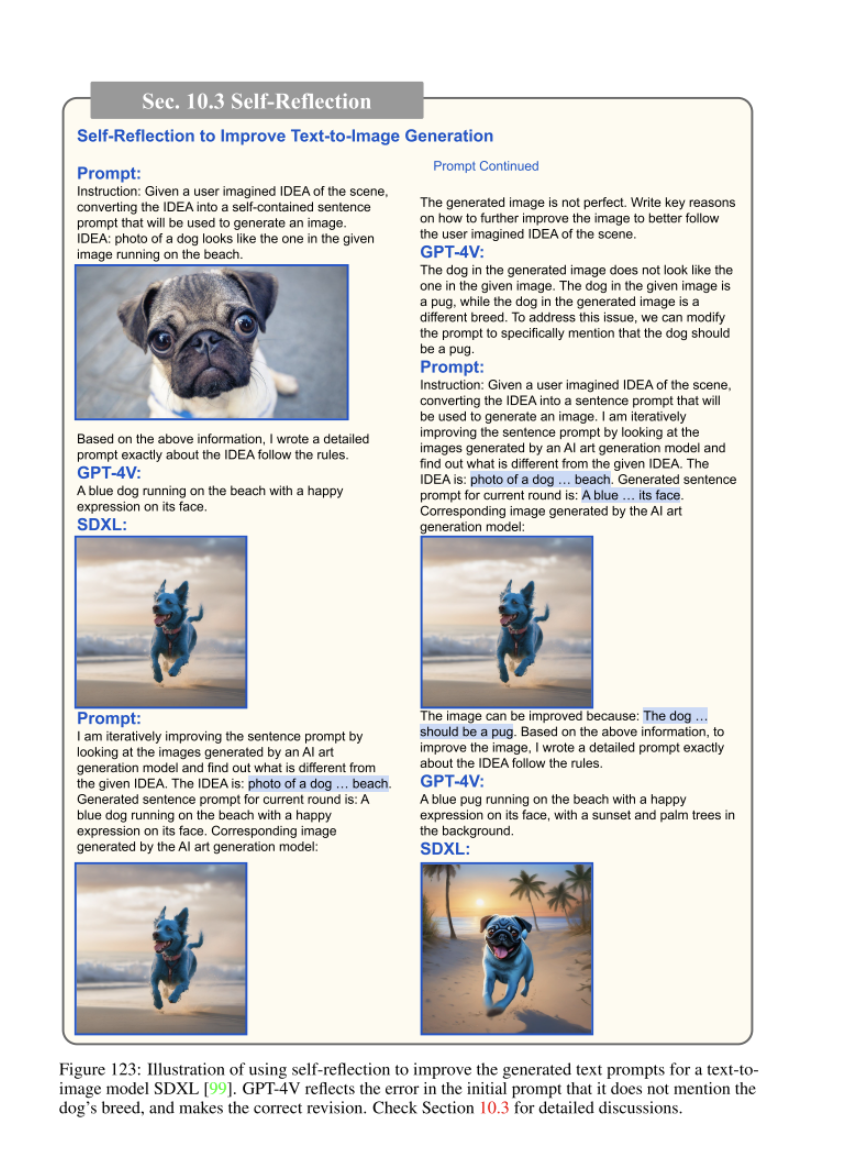 Sec. 10.3 Self-Reflection
Self-Reflection to Improve Text-to-Image Generation
Prompt:
Instruction: Given a user imagined IDEA of the scene,
converting the IDEA into a self-contained sentence
prompt that will be used to generate an image.
IDEA: photo of a dog looks like the one in the given
image running on the beach.
Based on the above information, I wrote a detailed
prompt exactly about the IDEA follow the rules.
GPT-4V:
A blue dog running on the beach with a happy
expression on its face.
SDXL:
Prompt:
I am iteratively improving the sentence prompt by
looking at the images generated by an AI art
generation model and find out what is different from
the given IDEA. The IDEA is: photo of a dog … beach.
Generated sentence prompt for current round is: A
blue dog running on the beach with a happy
expression on its face. Corresponding image
generated by the AI art generation model:
Prompt Continued
The generated image is not perfect. Write key reasons
on how to further improve the image to better follow
the user imagined IDEA of the scene.
GPT-4V:
The dog in the generated image does not look like the
one in the given image. The dog in the given image is
a pug, while the dog in the generated image is a
different breed. To address this issue, we can modify
the prompt to specifically mention that the dog should
be a pug.
Prompt:
Instruction: Given a user imagined IDEA of the scene,
converting the IDEA into a sentence prompt that will
be used to generate an image. I am iteratively
improving the sentence prompt by looking at the
images generated by an AI art generation model and
find out what is different from the given IDEA. The
IDEA is: photo of a dog … beach. Generated sentence
prompt for current round is: A blue … its face.
Corresponding image generated by the AI art
generation model:
The image can be improved because: The dog …
should be a pug. Based on the above information, to
improve the image, I wrote a detailed prompt exactly
about the IDEA follow the rules.
GPT-4V:
A blue pug running on the beach with a happy
expression on its face, with a sunset and palm trees in
the background.
SDXL:
Figure 123: Illustration of using self-reflection to improve the generated text prompts for a text-to-
image model SDXL [99]. GPT-4V reflects the error in the initial prompt that it does not mention the
dog's breed, and makes the correct revision. Check Section 10.3 for detailed discussions.